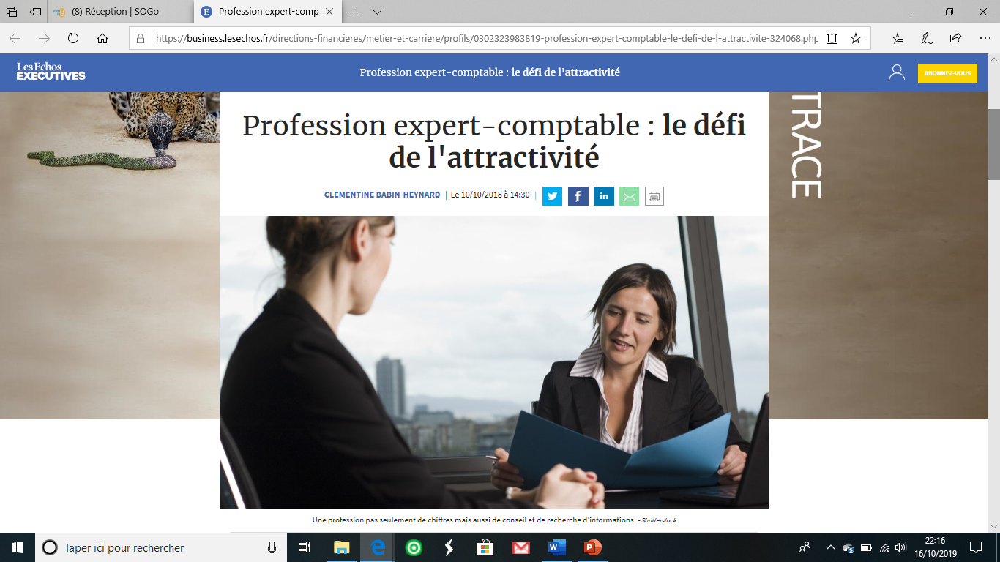 (8) Réception | SOGo
Profession expert-comp
https://business.lesechos.fr/directions-financieres/metier-et-carriere/profils/0302323983819-profession-expert-comptable-le-defi-de-l-attractivite-324068.php
Les Echos
EXECUTIVES
Profession expert-comptable : le défi de l'attractivité
ABONNEZ-VOUS
TRACE
Profession expert-comptable : le défi
de l'attractivité
CLEMENTINE BABIN-HEYNARD | Le 10/10/2018 à 14:30 |
Une profession pas seulement de chiffres mais aussi de conseil et de recherche d'informations. - Shutterstock
Taper ici pour rechercher
22:16
16/10/2019